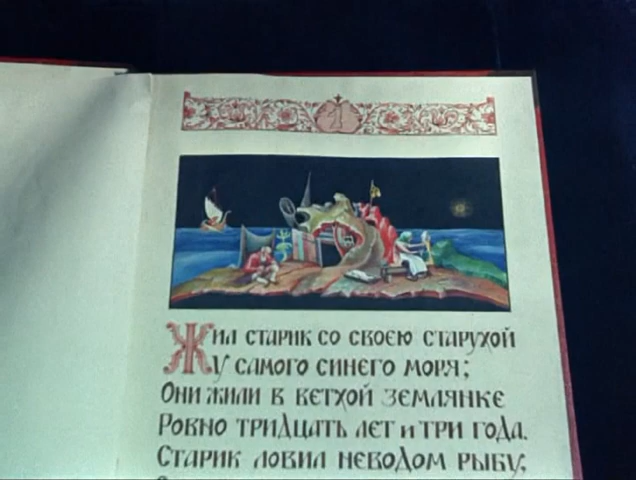 1
Жил старик со своею старухой
У самого синего моря;
Они жили в ветхой землянке
Ровно тридцать лет и три года.
Старик ловил неводом рыбу,